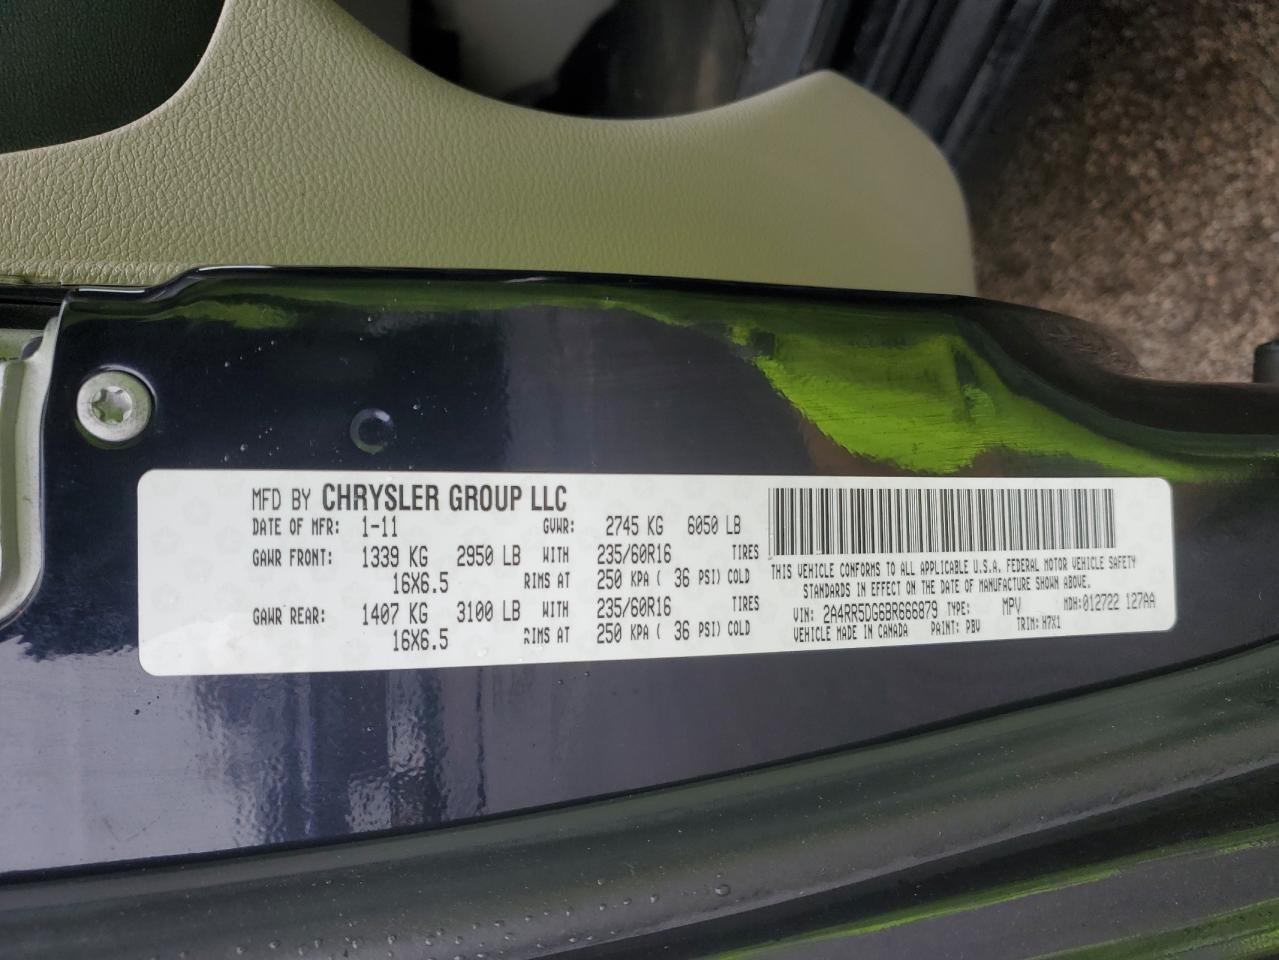 MFD BY CHRYSLER GROUP LLC
DATE OF MFR: 1-11 GVWR: 2745 KG 6050 LB
GAWR FRONT: 1339 KG 2950 LB WITH 235/60R16 TIRES
16X6.5 RIMS AT 250 KPA ( 36 PSI) COLD
GAWR REAR: 1407 KG 3100 LB WITH 235/60R16 TIRES
16X6.5 RIMS AT 250 KPA ( 36 PSI) COLD
THIS VEHICLE CONFORMS TO ALL APPLICABLE U.S.A. FEDERAL MOTOR VEHICLE SAFETY
STANDARDS IN EFFECT ON THE DATE OF MANUFACTURE SHOWN ABOVE.
VIN: 2A4RR5DG6BR666879 TYPE: MPV MDH:012722 127AA
VEHICLE MADE IN CANADA PAINT: PBV TRIM: H7X1